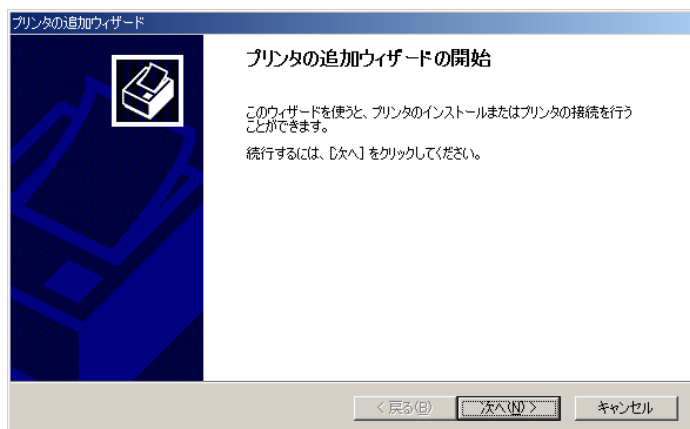 プリンタの追加ウィザード
プリンタの追加ウィザードの開始
このウィザードを使うと、プリンタのインストールまたはプリンタの接続を行う
ことができます。
続行するには、[次へ] をクリックしてください。
< 戻る(B)
次へ(N) >
キャンセル